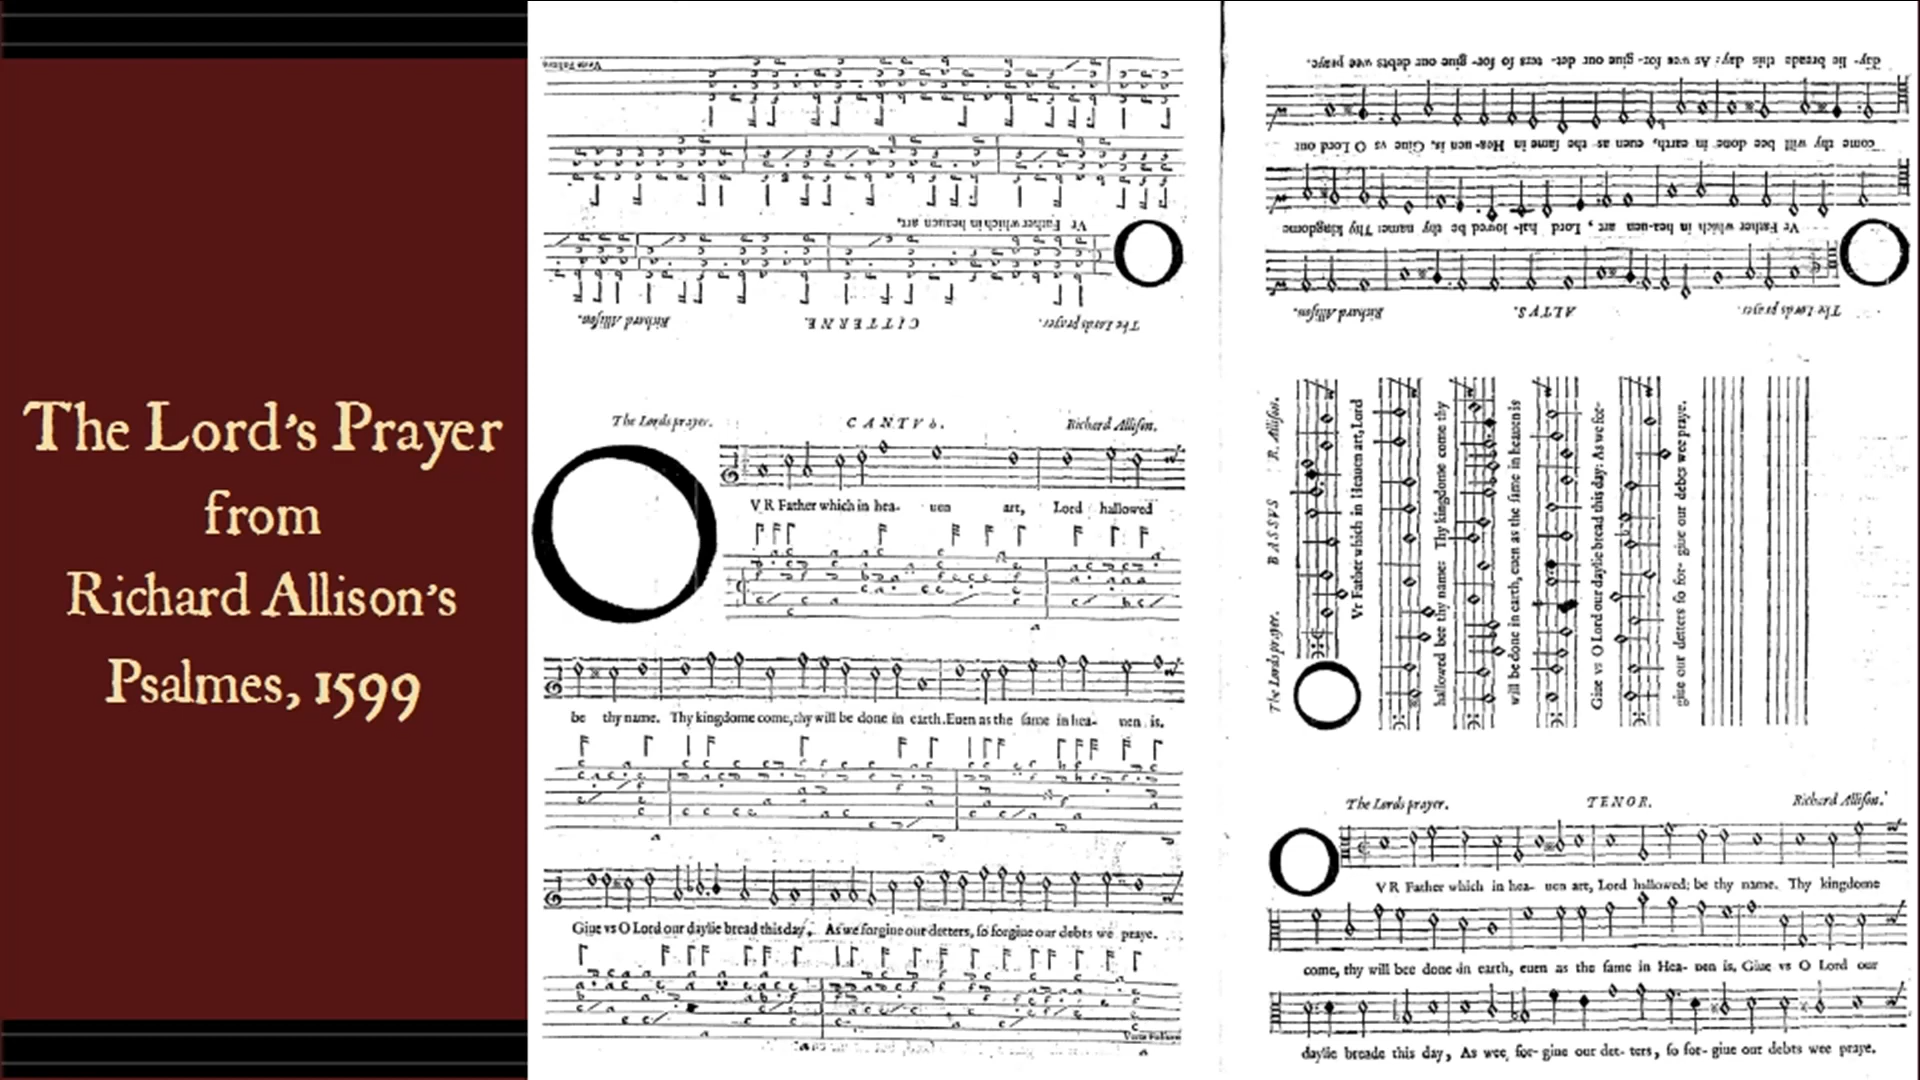 The Lord's Prayer
from
Richard Allison's
Psalmes, 1599
The Lords prayer. CITTERNE. Richard Allison.
Vr Father which in heauen art,
The Lords prayer. CANTVS. Richard Allison.
O
VR Father which in hea- uen art, Lord hallowed
be thy name. Thy kingdome come, thy will be done in earth. Euen as the same in hea- uen is.
Giue vs O Lord our daylie bread this day, As we forgiue our detters, so forgiue our debts we praye.
The Lords prayer. ALTVS. Richard Allison.
O
Vr Father which in hea-uen art, Lord hal- lowed be thy name: Thy kingdome
come thy will bee done in earth, euen as the same in Hea-uen is, Giue vs O Lord our
day- lie breade this day: As wee for- giue our det- ters so for- giue our debts wee praye.
The Lords prayer. BASSVS R. Allison.
O
Vr Father which in Heauen art, Lord
hallowed bee thy name: Thy kingdome come thy
will be done in earth, euen as the same in heauen is
Giue vs O Lord our daylie bread this day: As we for-
giue our detters so for- giue our debes wee praye.
The Lords prayer. TENOR. Richard Allison.
O
VR Father which in hea- uen art, Lord hallowed; be thy name. Thy kingdome
come, thy will bee done in earth, euen as the same in Hea- uen is, Giue vs O Lord our
daylie breade this day, As wee for- giue our det- ters, so for- giue our debts wee praye.